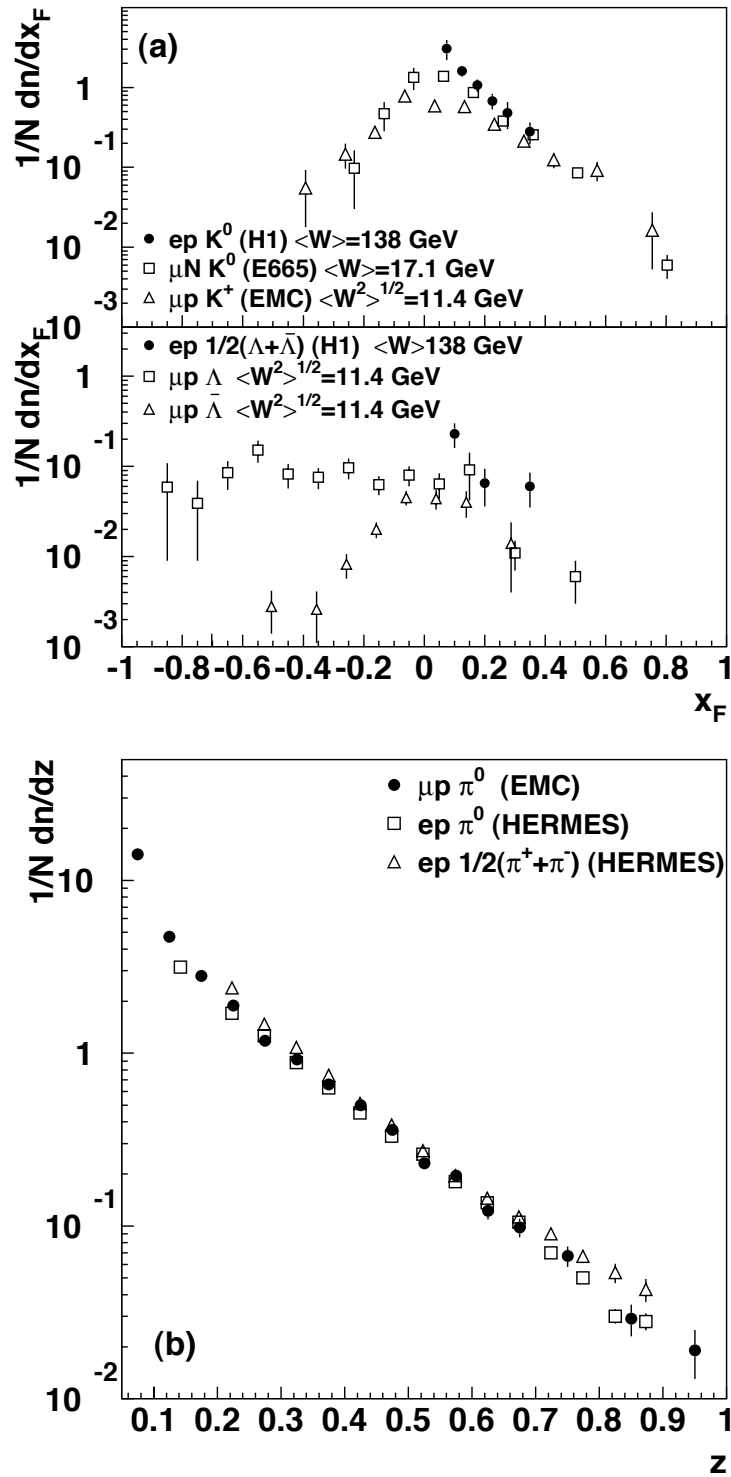 (a)
1/N dn/dx_F
1
10^-1
10^-2
10^-3
ep K^0 (H1) <W>=138 GeV
μN K^0 (E665) <W>=17.1 GeV
μp K^+ (EMC) <W^2>^1/2=11.4 GeV
1/N dn/dx_F
1
10^-1
10^-2
10^-3
ep 1/2(Λ+Λ̄) (H1) <W>138 GeV
μp Λ <W^2>^1/2=11.4 GeV
μp Λ̄ <W^2>^1/2=11.4 GeV
-1 -0.8 -0.6 -0.4 -0.2 0 0.2 0.4 0.6 0.8 1
x_F
1/N dn/dz
10
1
10^-1
10^-2
μp π^0 (EMC)
ep π^0 (HERMES)
ep 1/2(π^+ +π^-) (HERMES)
(b)
0.1 0.2 0.3 0.4 0.5 0.6 0.7 0.8 0.9 1
z